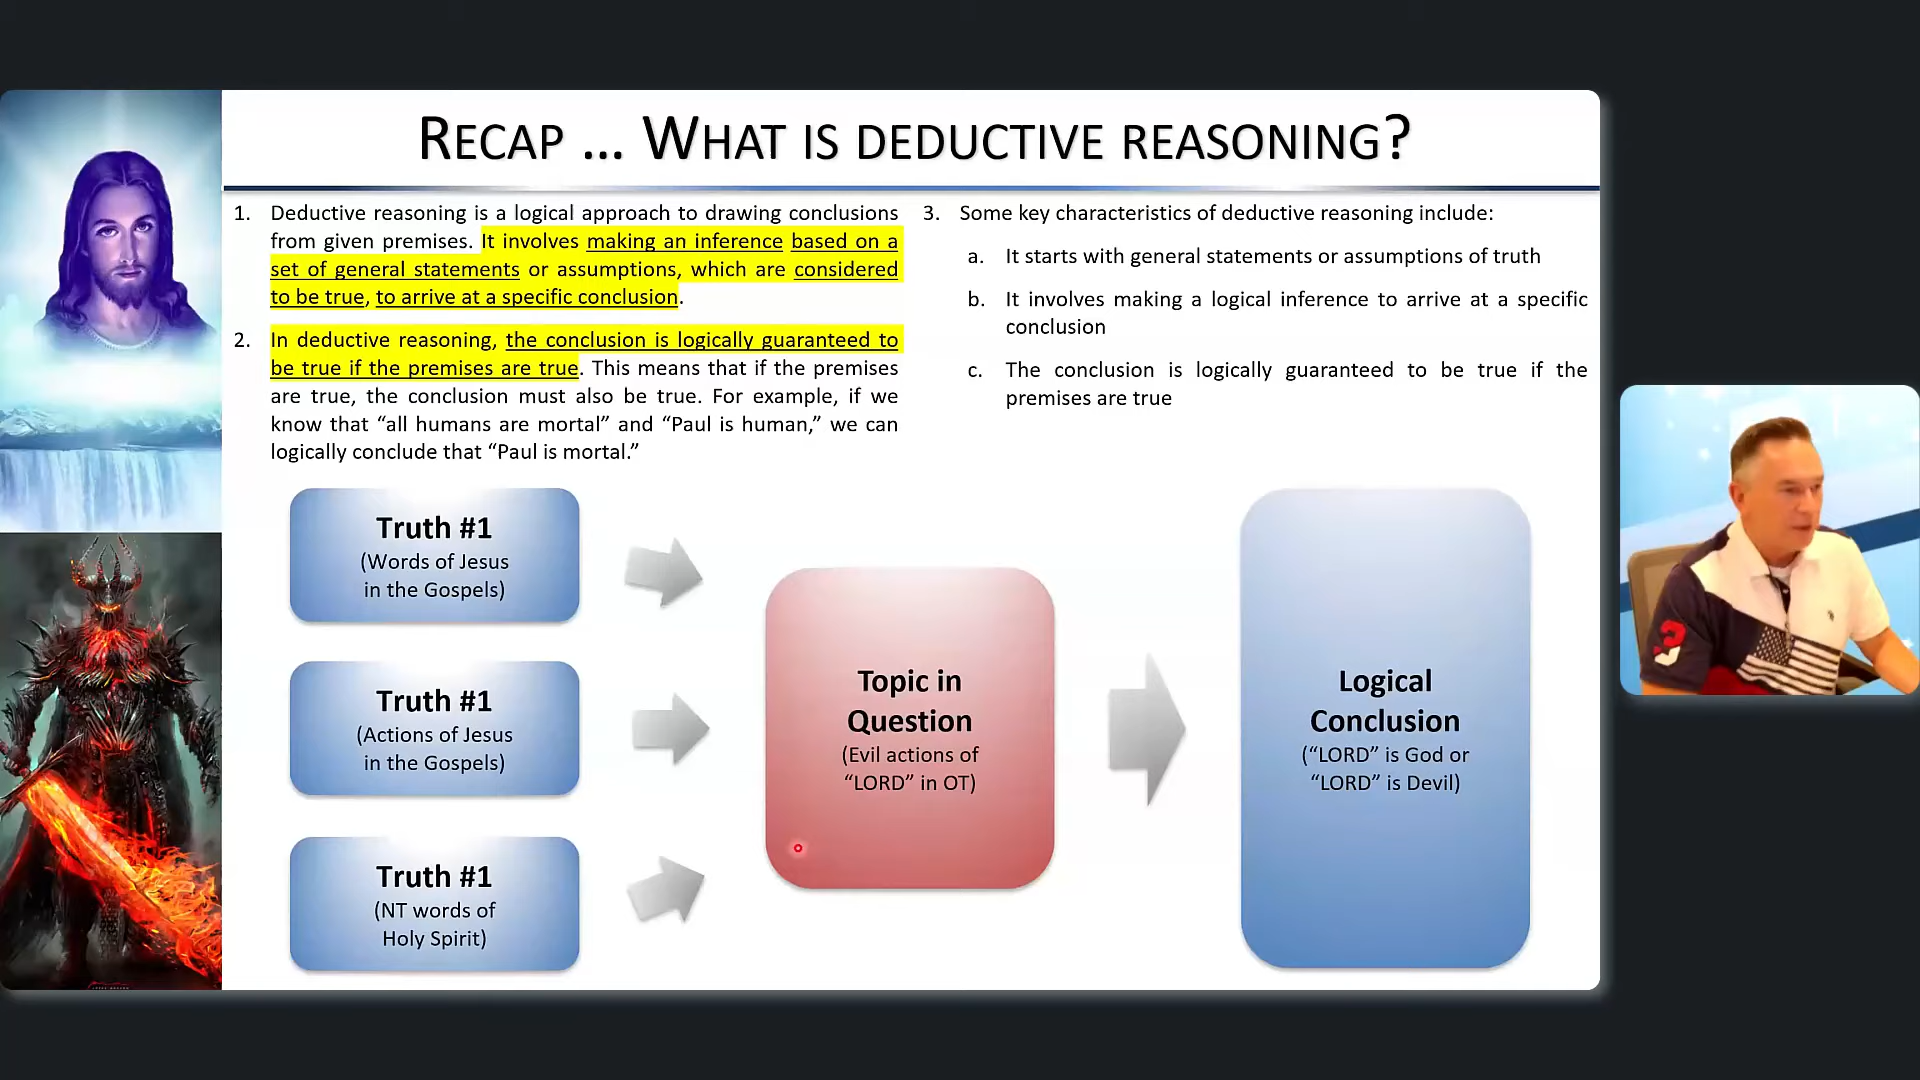 RECAP ... WHAT IS DEDUCTIVE REASONING?
1. Deductive reasoning is a logical approach to drawing conclusions
from given premises. It involves making an inference based on a
set of general statements or assumptions, which are considered
to be true, to arrive at a specific conclusion.
2. In deductive reasoning, the conclusion is logically guaranteed to
be true if the premises are true. This means that if the premises
are true, the conclusion must also be true. For example, if we
know that “all humans are mortal” and “Paul is human,” we can
logically conclude that “Paul is mortal.”
3. Some key characteristics of deductive reasoning include:
a. It starts with general statements or assumptions of truth
b. It involves making a logical inference to arrive at a specific
conclusion
c. The conclusion is logically guaranteed to be true if the
premises are true
Truth #1
(Words of Jesus
in the Gospels)
Truth #1
(Actions of Jesus
in the Gospels)
Truth #1
(NT words of
Holy Spirit)
Topic in
Question
(Evil actions of
“LORD” in OT)
Logical
Conclusion
(“LORD” is God or
“LORD” is Devil)
3